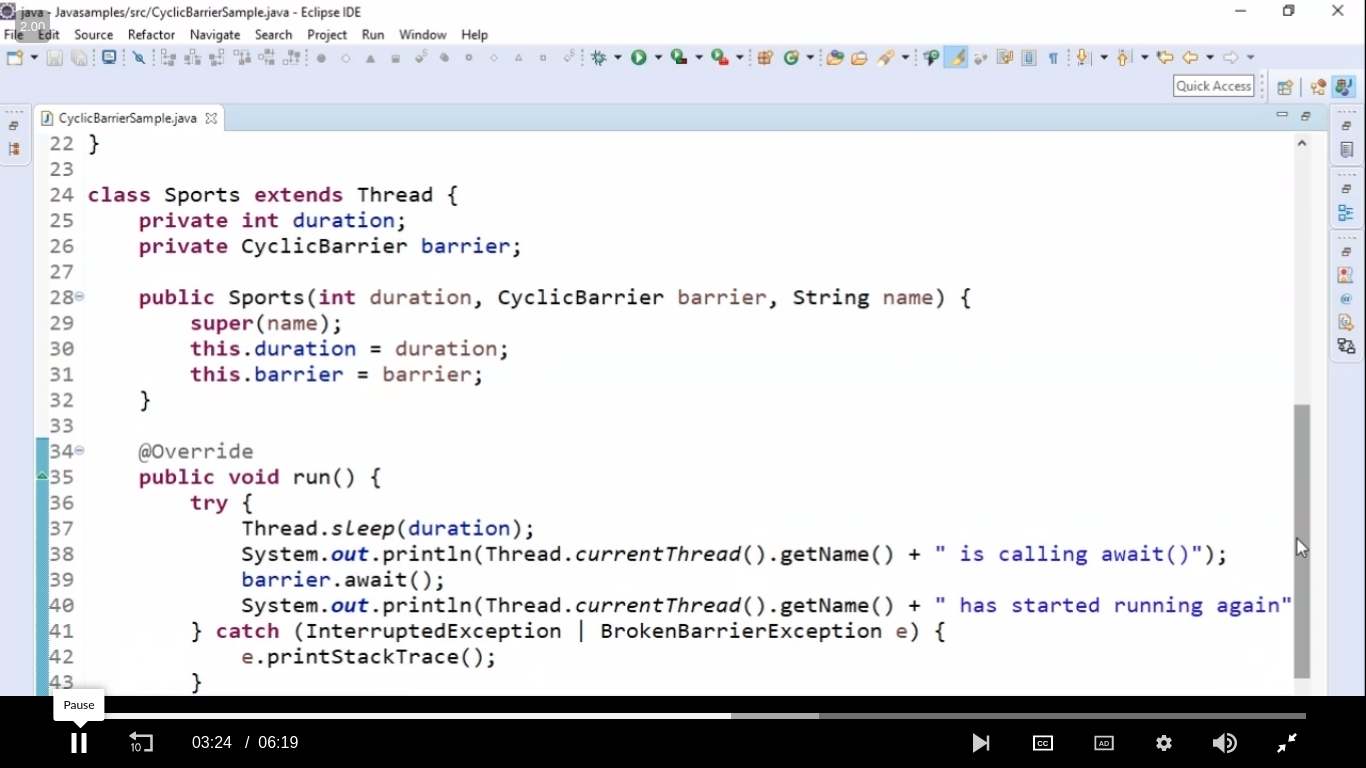 java - Javasamples/src/CyclicBarrierSample.java - Eclipse IDE
2.00
File Edit Source Refactor Navigate Search Project Run Window Help
Quick Access
CyclicBarrierSample.java
22 }
23
24 class Sports extends Thread {
25     private int duration;
26     private CyclicBarrier barrier;
27
28     public Sports(int duration, CyclicBarrier barrier, String name) {
29         super(name);
30         this.duration = duration;
31         this.barrier = barrier;
32     }
33
34     @Override
35     public void run() {
36         try {
37             Thread.sleep(duration);
38             System.out.println(Thread.currentThread().getName() + " is calling await()");
39             barrier.await();
40             System.out.println(Thread.currentThread().getName() + " has started running again"
41         } catch (InterruptedException | BrokenBarrierException e) {
42             e.printStackTrace();
43         }
Pause
10
03:24 / 06:19
CC
AD